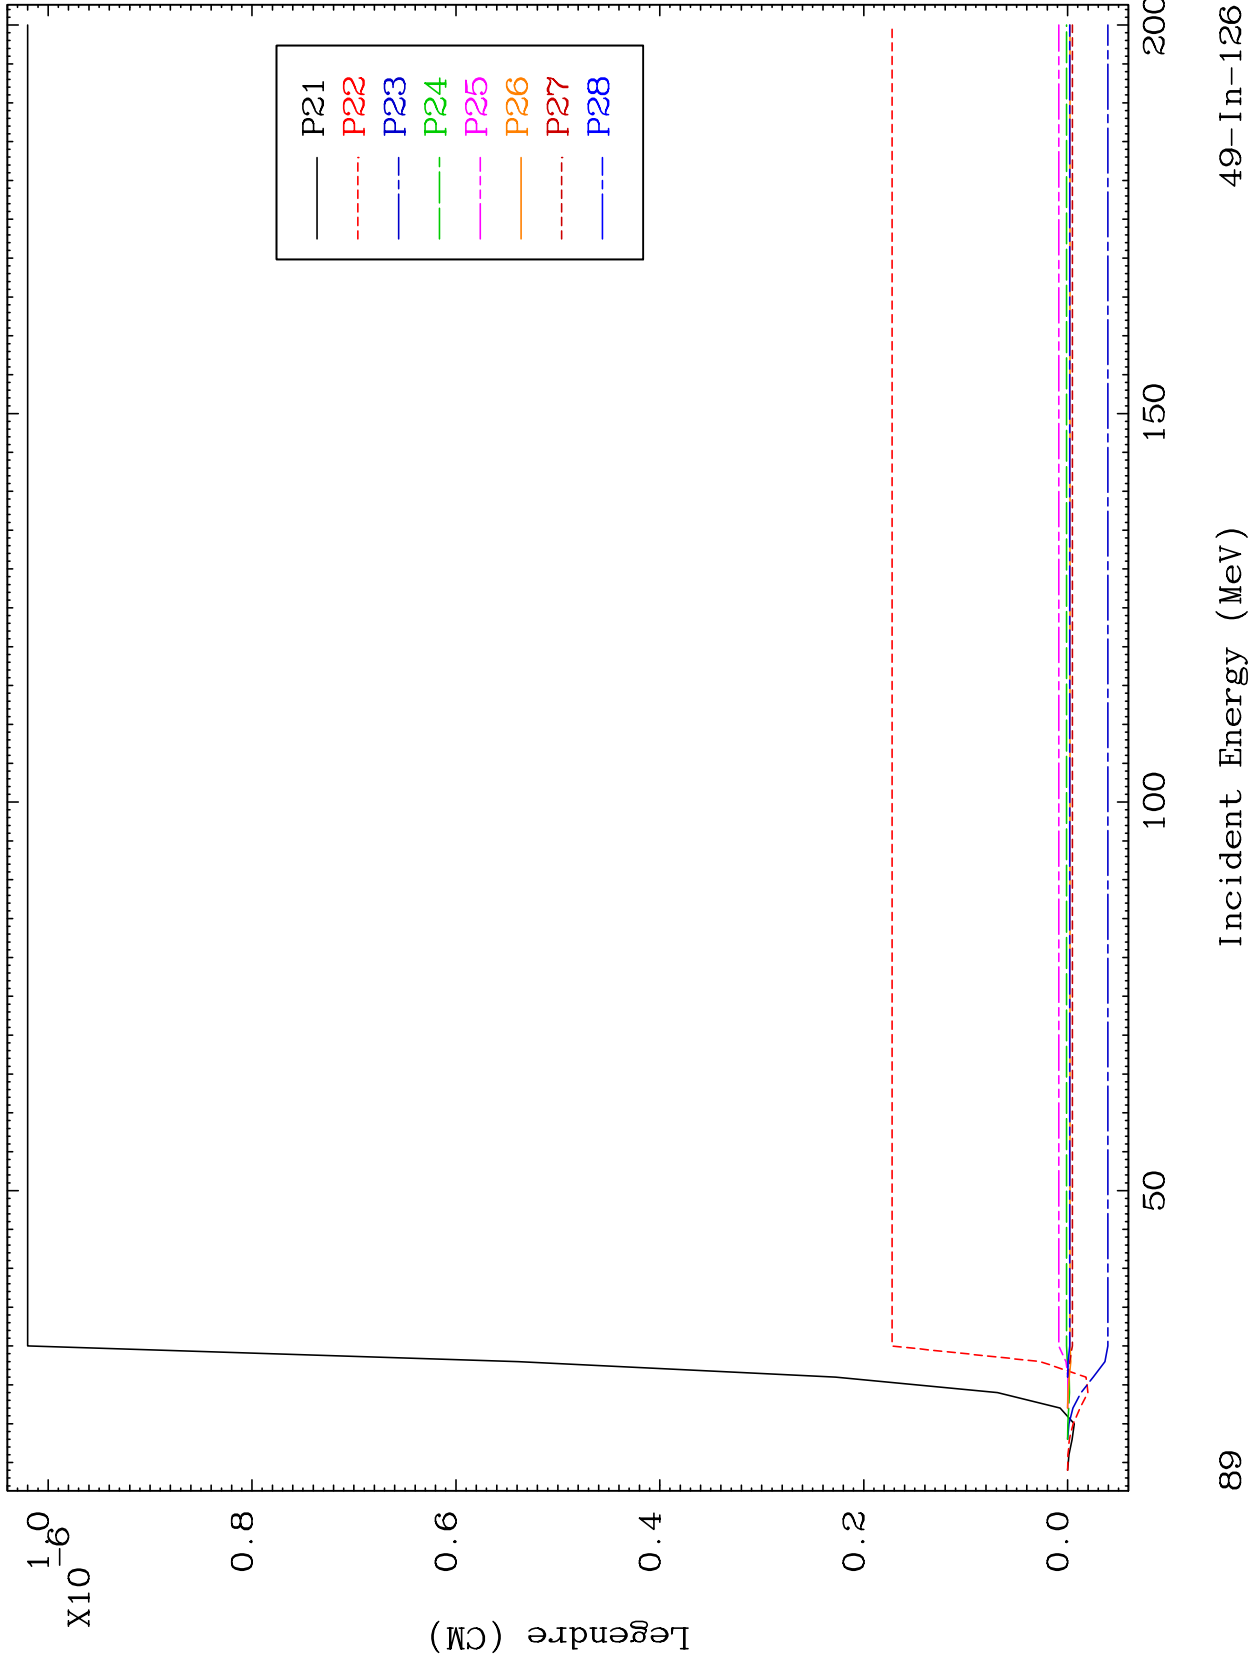 P21
P22
P23
P24
P25
P26
P27
P28
1.0
0.8
0.6
0.4
0.2
0.0
X10
-6
Legendre (CM)
50
100
150
200
Incident Energy (MeV)
89
49-In-126